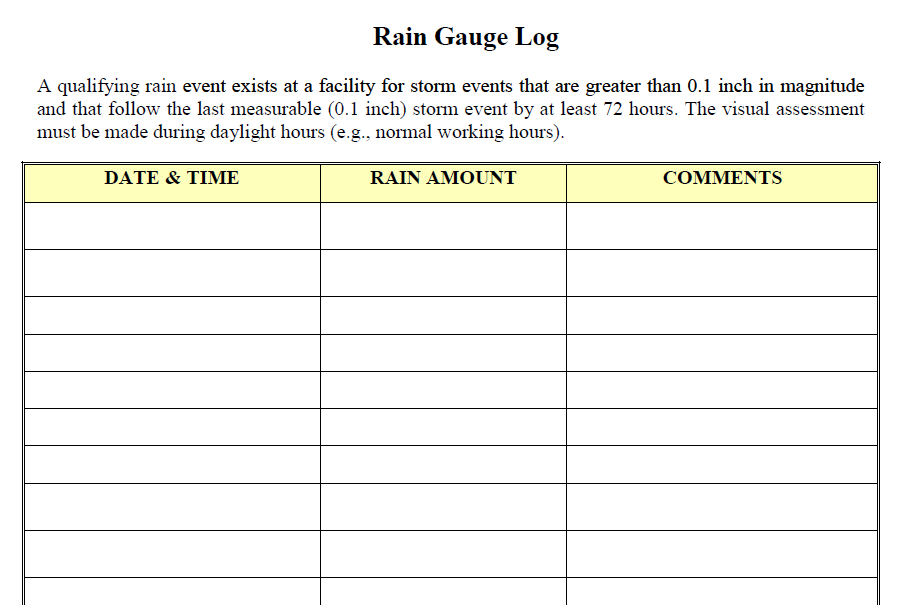 Rain Gauge Log
A qualifying rain event exists at a facility for storm events that are greater than 0.1 inch in magnitude
and that follow the last measurable (0.1 inch) storm event by at least 72 hours. The visual assessment
must be made during daylight hours (e.g., normal working hours).
DATE & TIME RAIN AMOUNT COMMENTS